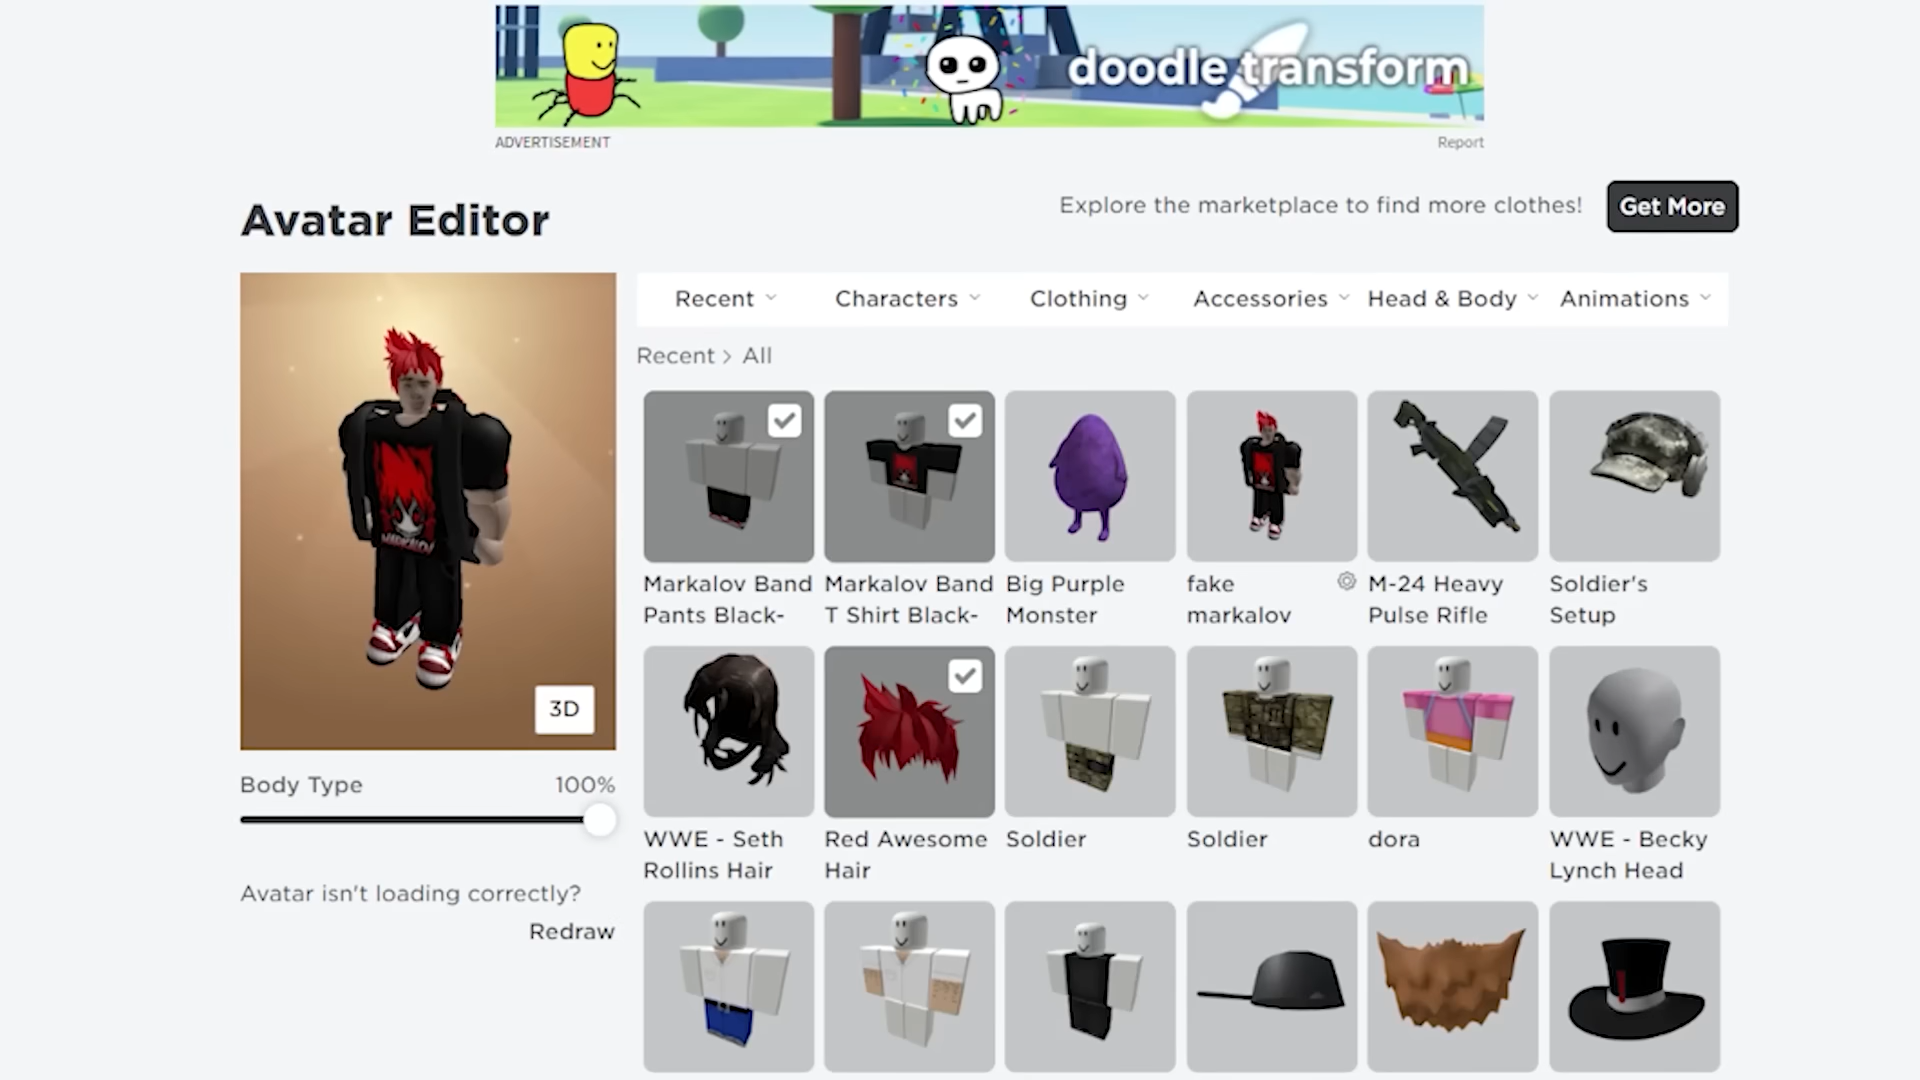 doodle transform
ADVERTISEMENT
Report
Avatar Editor
Explore the marketplace to find more clothes!
Get More
Recent
Characters
Clothing
Accessories
Head & Body
Animations
Recent > All
MARKALOV
3D
Body Type
100%
Avatar isn't loading correctly?
Redraw
Markalov Band
Pants Black-
Markalov Band
T Shirt Black-
Big Purple
Monster
fake
markalov
M-24 Heavy
Pulse Rifle
Soldier's
Setup
WWE - Seth
Rollins Hair
Red Awesome
Hair
Soldier
Soldier
dora
WWE - Becky
Lynch Head